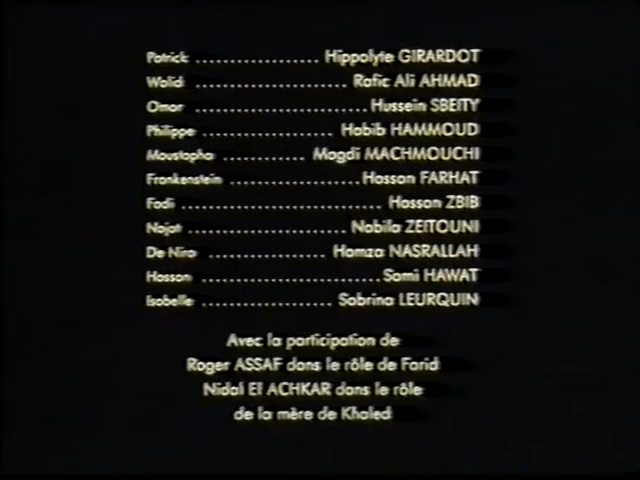 Patrick .................. Hippolyte GIRARDOT
Walid ...................... Rafic Ali AHMAD
Omar ......................... Hussein SBEITY
Philippe ................... Habib HAMMOUD
Moustapha ............ Magdi MACHMOUCHI
Frankenstein ................... Hassan FARHAT
Fadi .............................. Hassan ZBIB
Najat ....................... Nabila ZEITOUNI
De Niro ................. Hamza NASRALLAH
Hassan .......................... Sami HAWAT
Isabelle ................... Sabrina LEURQUIN
Avec la participation de
Roger ASSAF dans le rôle de Farid
Nidal El ACHKAR dans le rôle
de la mère de Khaled